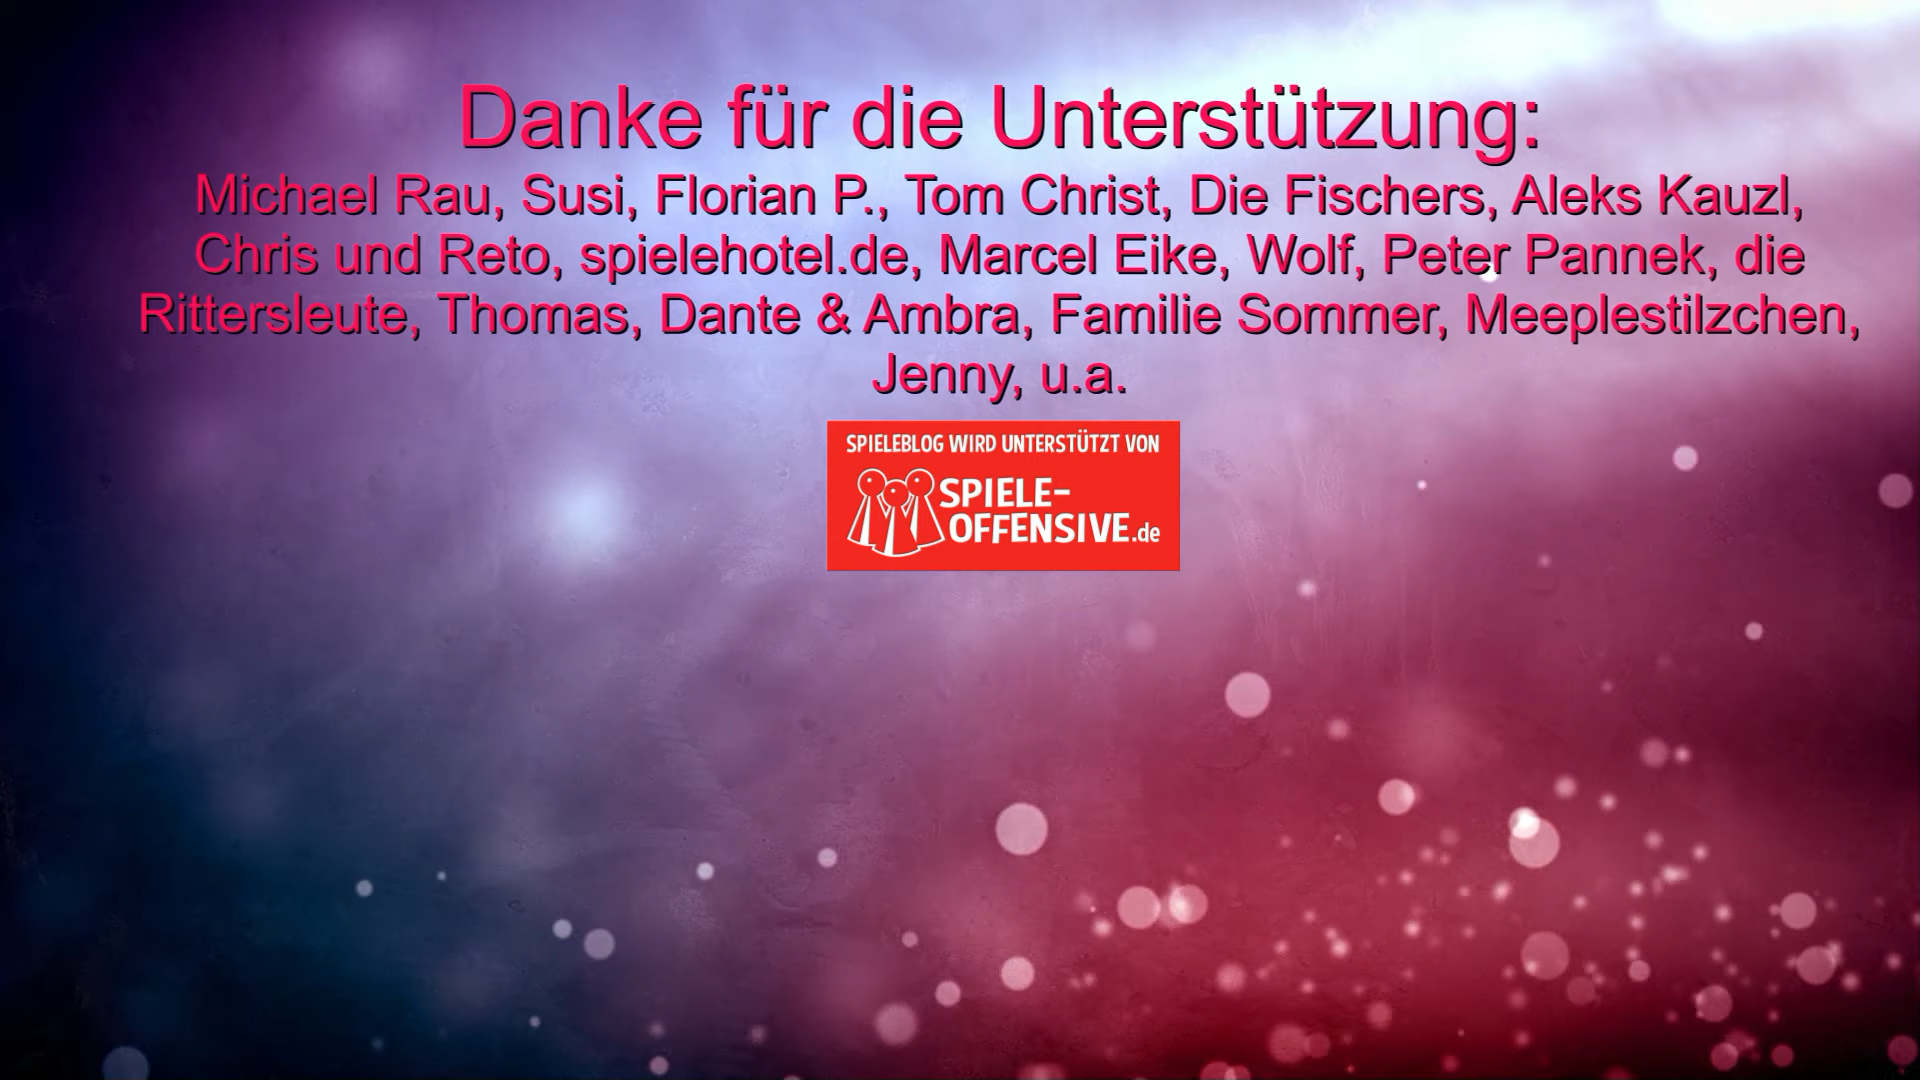 Danke für die Unterstützung:
Michael Rau, Susi, Florian P., Tom Christ, Die Fischers, Aleks Kauzl,
Chris und Reto, spielehotel.de, Marcel Eike, Wolf, Peter Pannek, die
Rittersleute, Thomas, Dante & Ambra, Familie Sommer, Meeplestilzchen,
Jenny, u.a.
SPIELEBLOG WIRD UNTERSTÜTZT VON
SPIELE-
OFFENSIVE.de